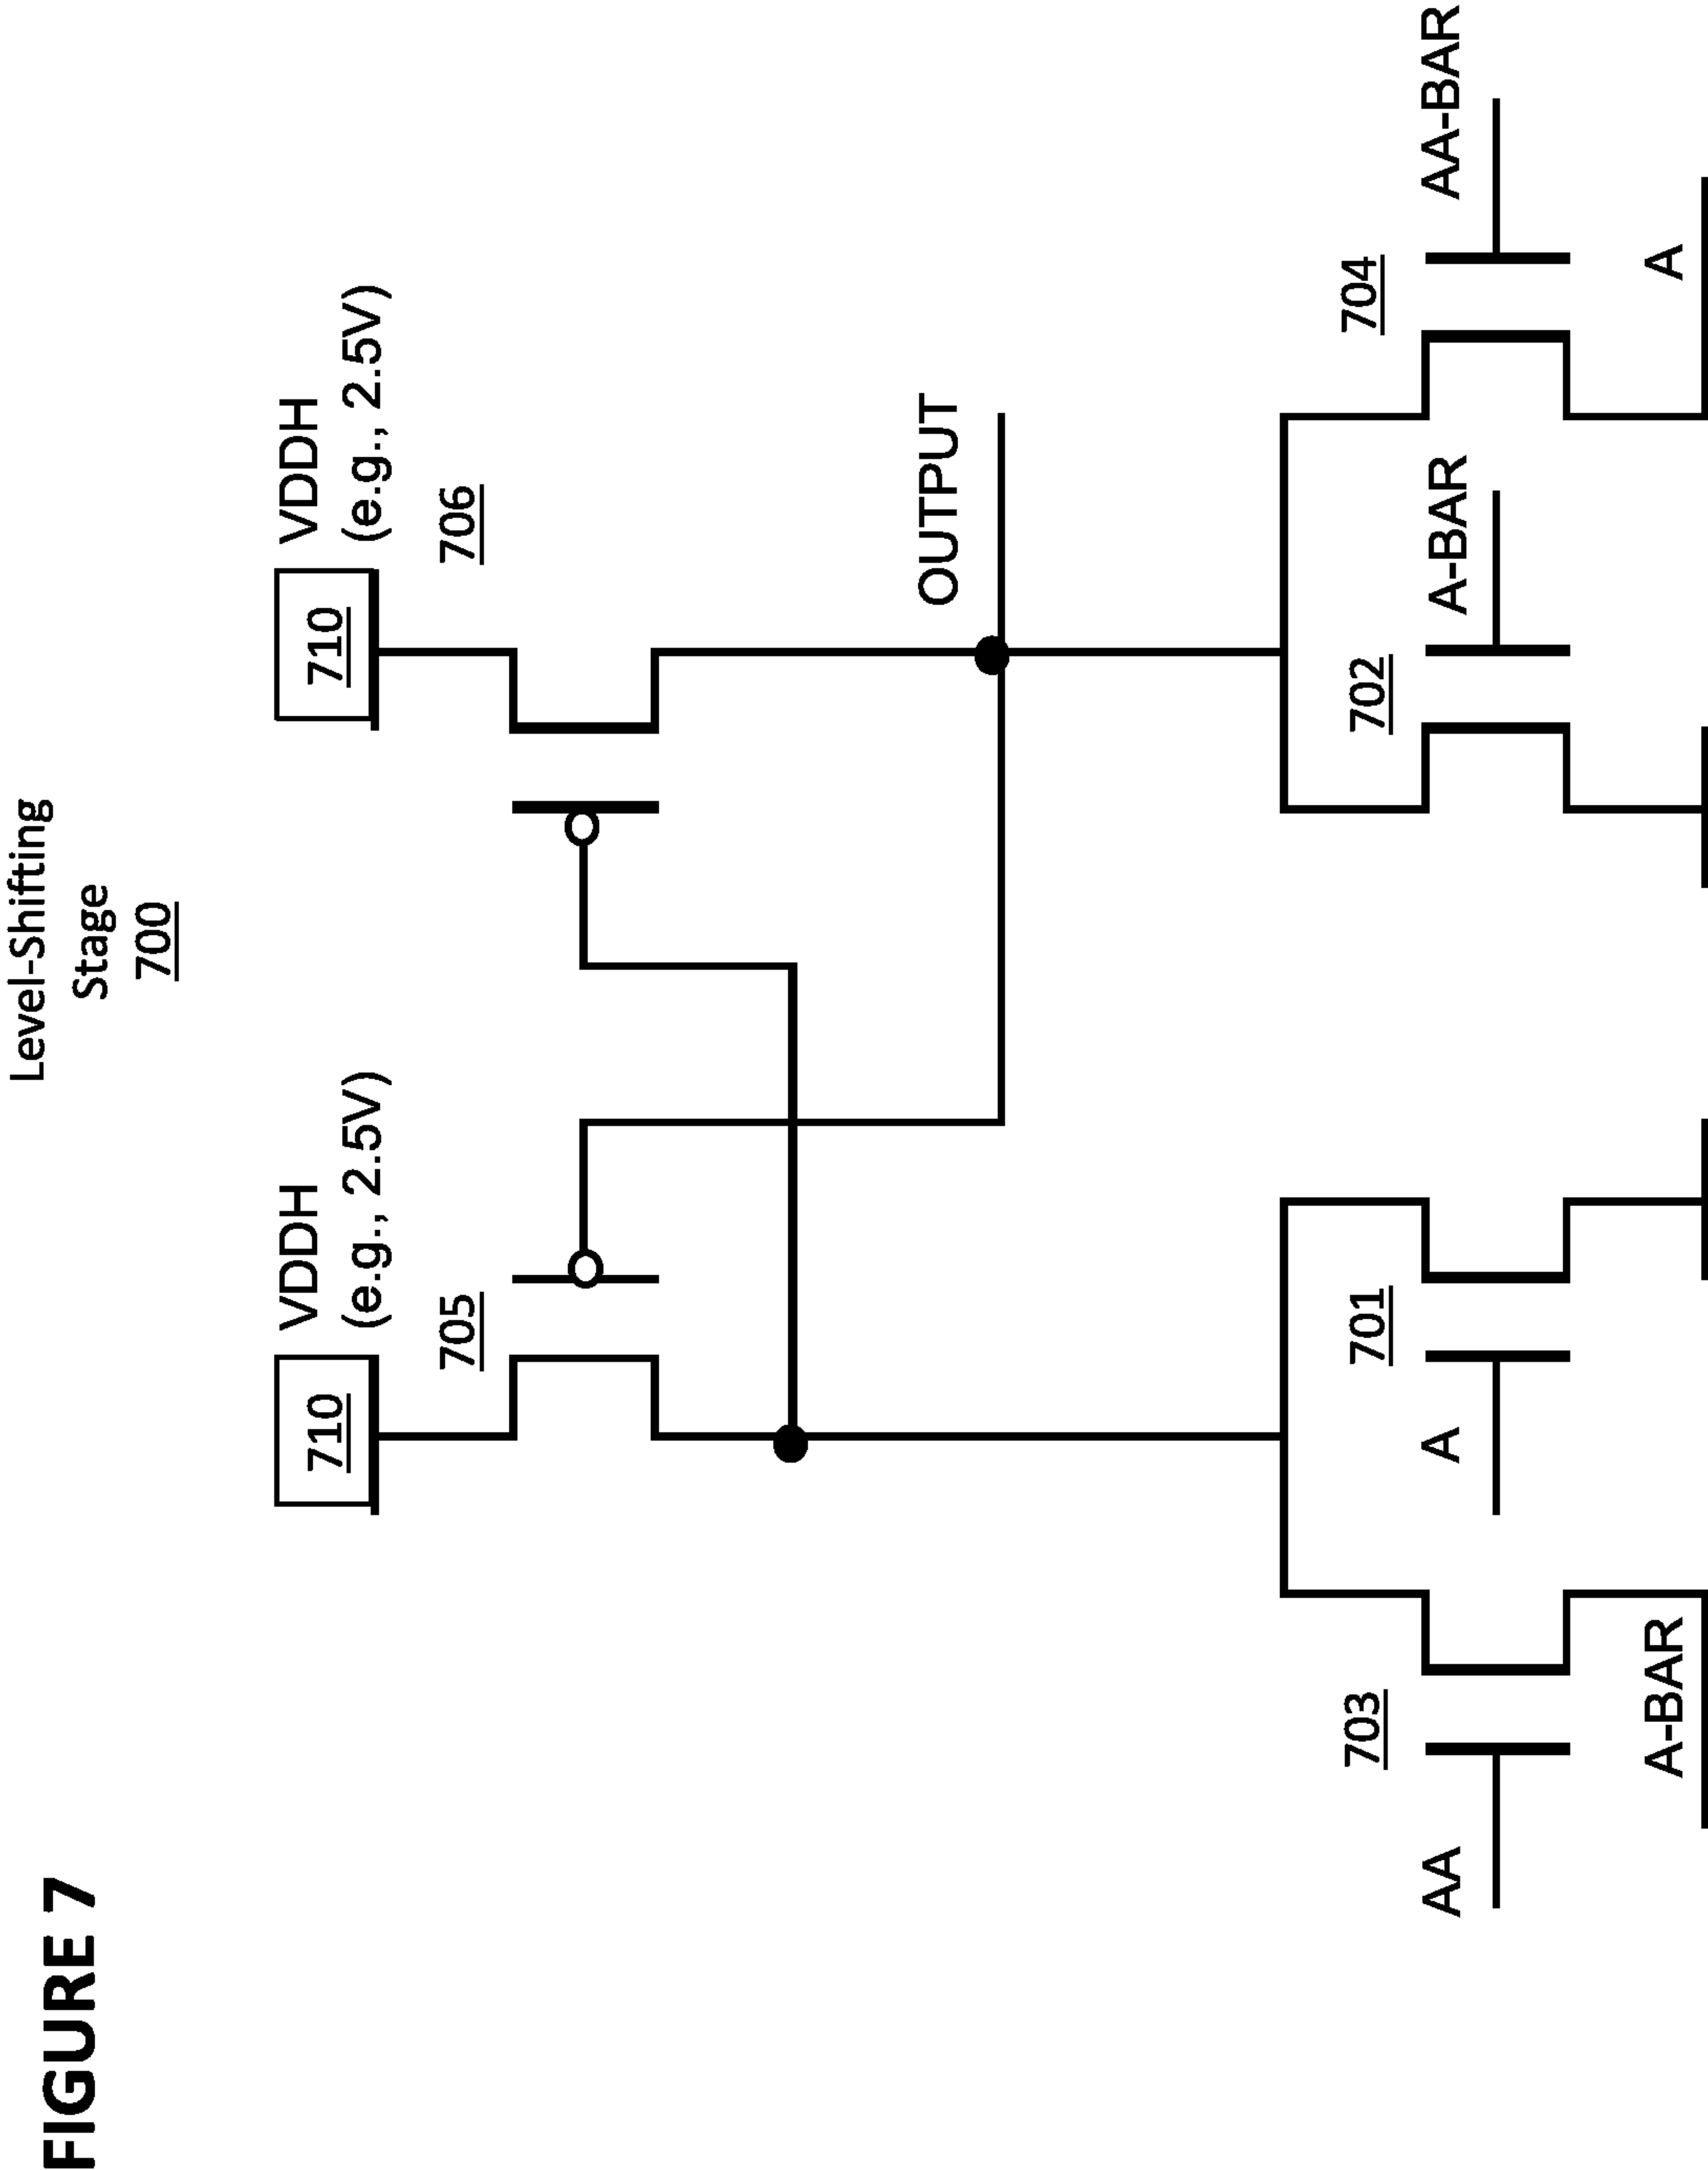 FIGURE 7
Level-Shifting
Stage
700
710
VDDH
(e.g., 2.5V)
705
710
VDDH
(e.g., 2.5V)
706
OUTPUT
703
AA
A-BAR
701
A
702
A-BAR
704
AA-BAR
A